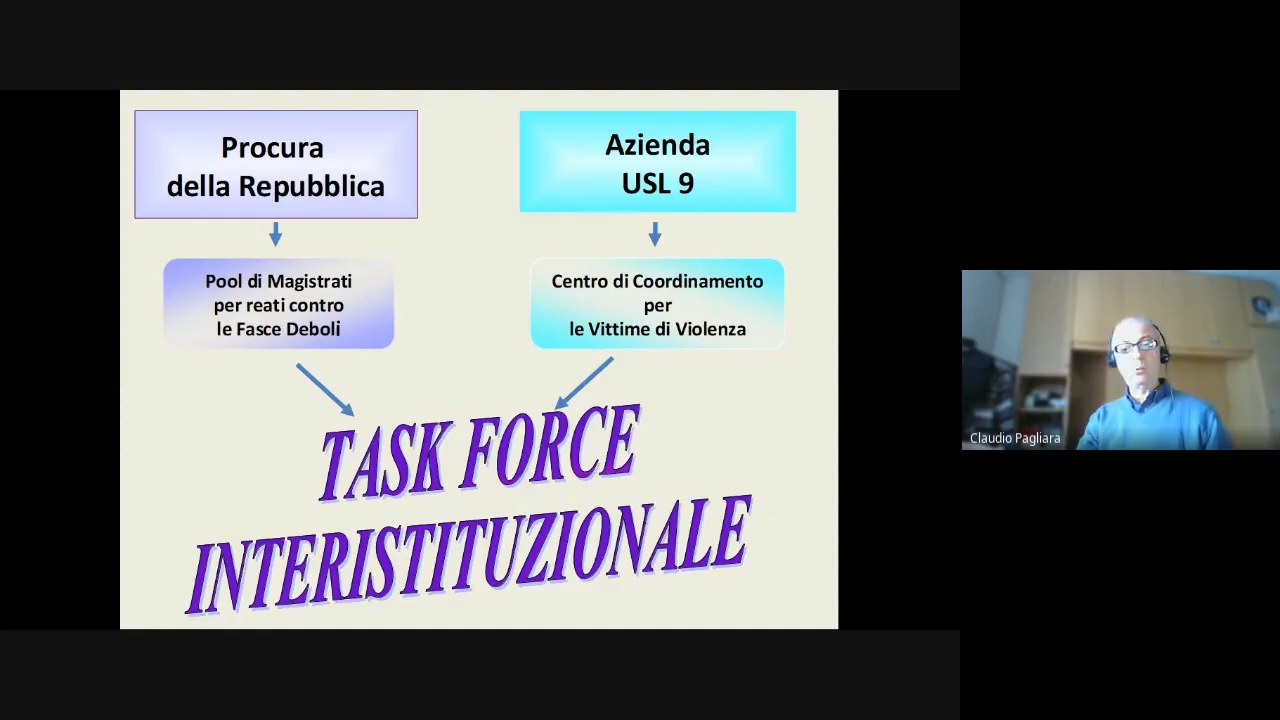 Procura
della Repubblica
Azienda
USL 9
Pool di Magistrati
per reati contro
le Fasce Deboli
Centro di Coordinamento
per
le Vittime di Violenza
TASK FORCE
INTERISTITUZIONALE
Claudio Pagliara